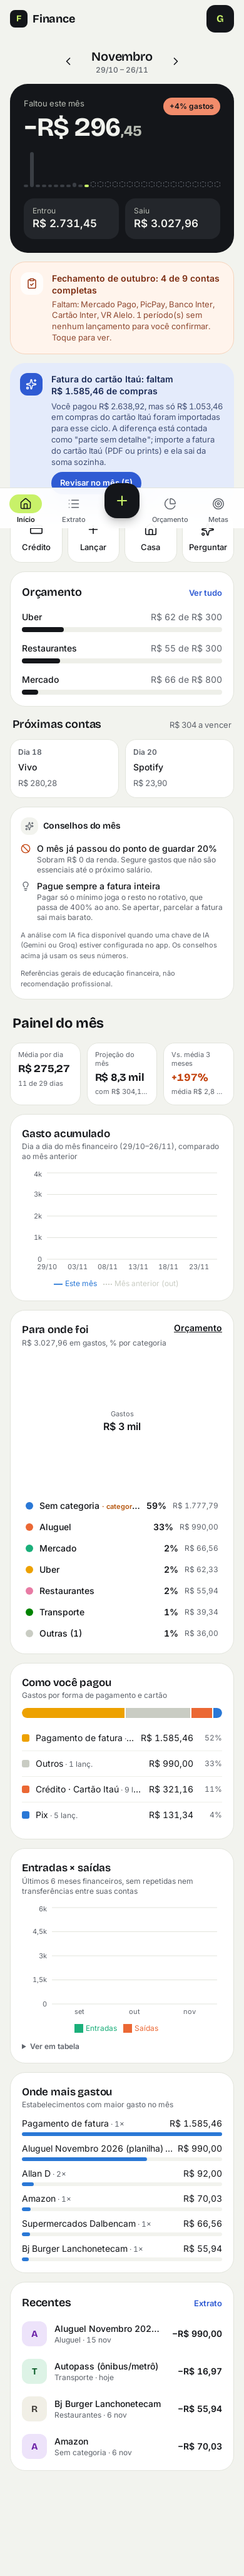 F Finance
G
Novembro
29/10 – 26/11
Faltou este mês
+4% gastos
−R$ 296,45
Entrou
R$ 2.731,45
Saiu
R$ 3.027,96
Fechamento de outubro: 4 de 9 contas
completas
Faltam: Mercado Pago, PicPay, Banco Inter,
Cartão Inter, VR Alelo. 1 período(s) sem
nenhum lançamento para você confirmar.
Toque para ver.
Fatura do cartão Itaú: faltam
R$ 1.585,46 de compras
Você pagou R$ 2.638,92, mas só R$ 1.053,46
em compras do cartão Itaú foram importadas
para esse ciclo. A diferença está contada
como "parte sem detalhe"; importe a fatura
do cartão Itaú (PDF ou prints) e ela sai da
soma sozinha.
Revisar no mês (5)
Início
Extrato
Orçamento
Metas
Crédito
Lançar
Casa
Perguntar
Orçamento
Ver tudo
Uber
R$ 62 de R$ 300
Restaurantes
R$ 55 de R$ 300
Mercado
R$ 66 de R$ 800
Próximas contas
R$ 304 a vencer
Dia 18
Vivo
R$ 280,28
Dia 20
Spotify
R$ 23,90
Conselhos do mês
O mês já passou do ponto de guardar 20%
Sobram R$ 0 da renda. Segure gastos que não são
essenciais até o próximo salário.
Pague sempre a fatura inteira
Pagar só o mínimo joga o resto no rotativo, que
passa de 400% ao ano. Se apertar, parcelar a fatura
sai mais barato.
A análise com IA fica disponível quando uma chave de IA
(Gemini ou Groq) estiver configurada no app. Os conselhos
acima já usam os seus números.
Referências gerais de educação financeira, não
recomendação profissional.
Painel do mês
Média por dia
R$ 275,27
11 de 29 dias
Projeção do
mês
R$ 8,3 mil
com R$ 304,1...
Vs. média 3
meses
+197%
média R$ 2,8 ...
Gasto acumulado
Dia a dia do mês financeiro (29/10–26/11), comparado
ao mês anterior
4k
3k
2k
1k
0
29/10 03/11 08/11 13/11 18/11 23/11
Este mês
Mês anterior (out)
Para onde foi
Orçamento
R$ 3.027,96 em gastos, % por categoria
Gastos
R$ 3 mil
Sem categoria · categor... 59% R$ 1.777,79
Aluguel 33% R$ 990,00
Mercado 2% R$ 66,56
Uber 2% R$ 62,33
Restaurantes 2% R$ 55,94
Transporte 1% R$ 39,34
Outras (1) 1% R$ 36,00
Como você pagou
Gastos por forma de pagamento e cartão
Pagamento de fatura ·... R$ 1.585,46 52%
Outros · 1 lanç. R$ 990,00 33%
Crédito · Cartão Itaú · 9 l... R$ 321,16 11%
Pix · 5 lanç. R$ 131,34 4%
Entradas × saídas
Últimos 6 meses financeiros, sem repetidas nem
transferências entre suas contas
6k
4,5k
3k
1,5k
0
set out nov
Entradas
Saídas
Ver em tabela
Onde mais gastou
Estabelecimentos com maior gasto no mês
Pagamento de fatura · 1× R$ 1.585,46
Aluguel Novembro 2026 (planilha) ... R$ 990,00
Allan D · 2× R$ 92,00
Amazon · 1× R$ 70,03
Supermercados Dalbencam · 1× R$ 66,56
Bj Burger Lanchonetecam · 1× R$ 55,94
Recentes
Extrato
A
Aluguel Novembro 202...
Aluguel · 15 nov
−R$ 990,00
T
Autopass (ônibus/metrô)
Transporte · hoje
−R$ 16,97
R
Bj Burger Lanchonetecam
Restaurantes · 6 nov
−R$ 55,94
A
Amazon
Sem categoria · 6 nov
−R$ 70,03